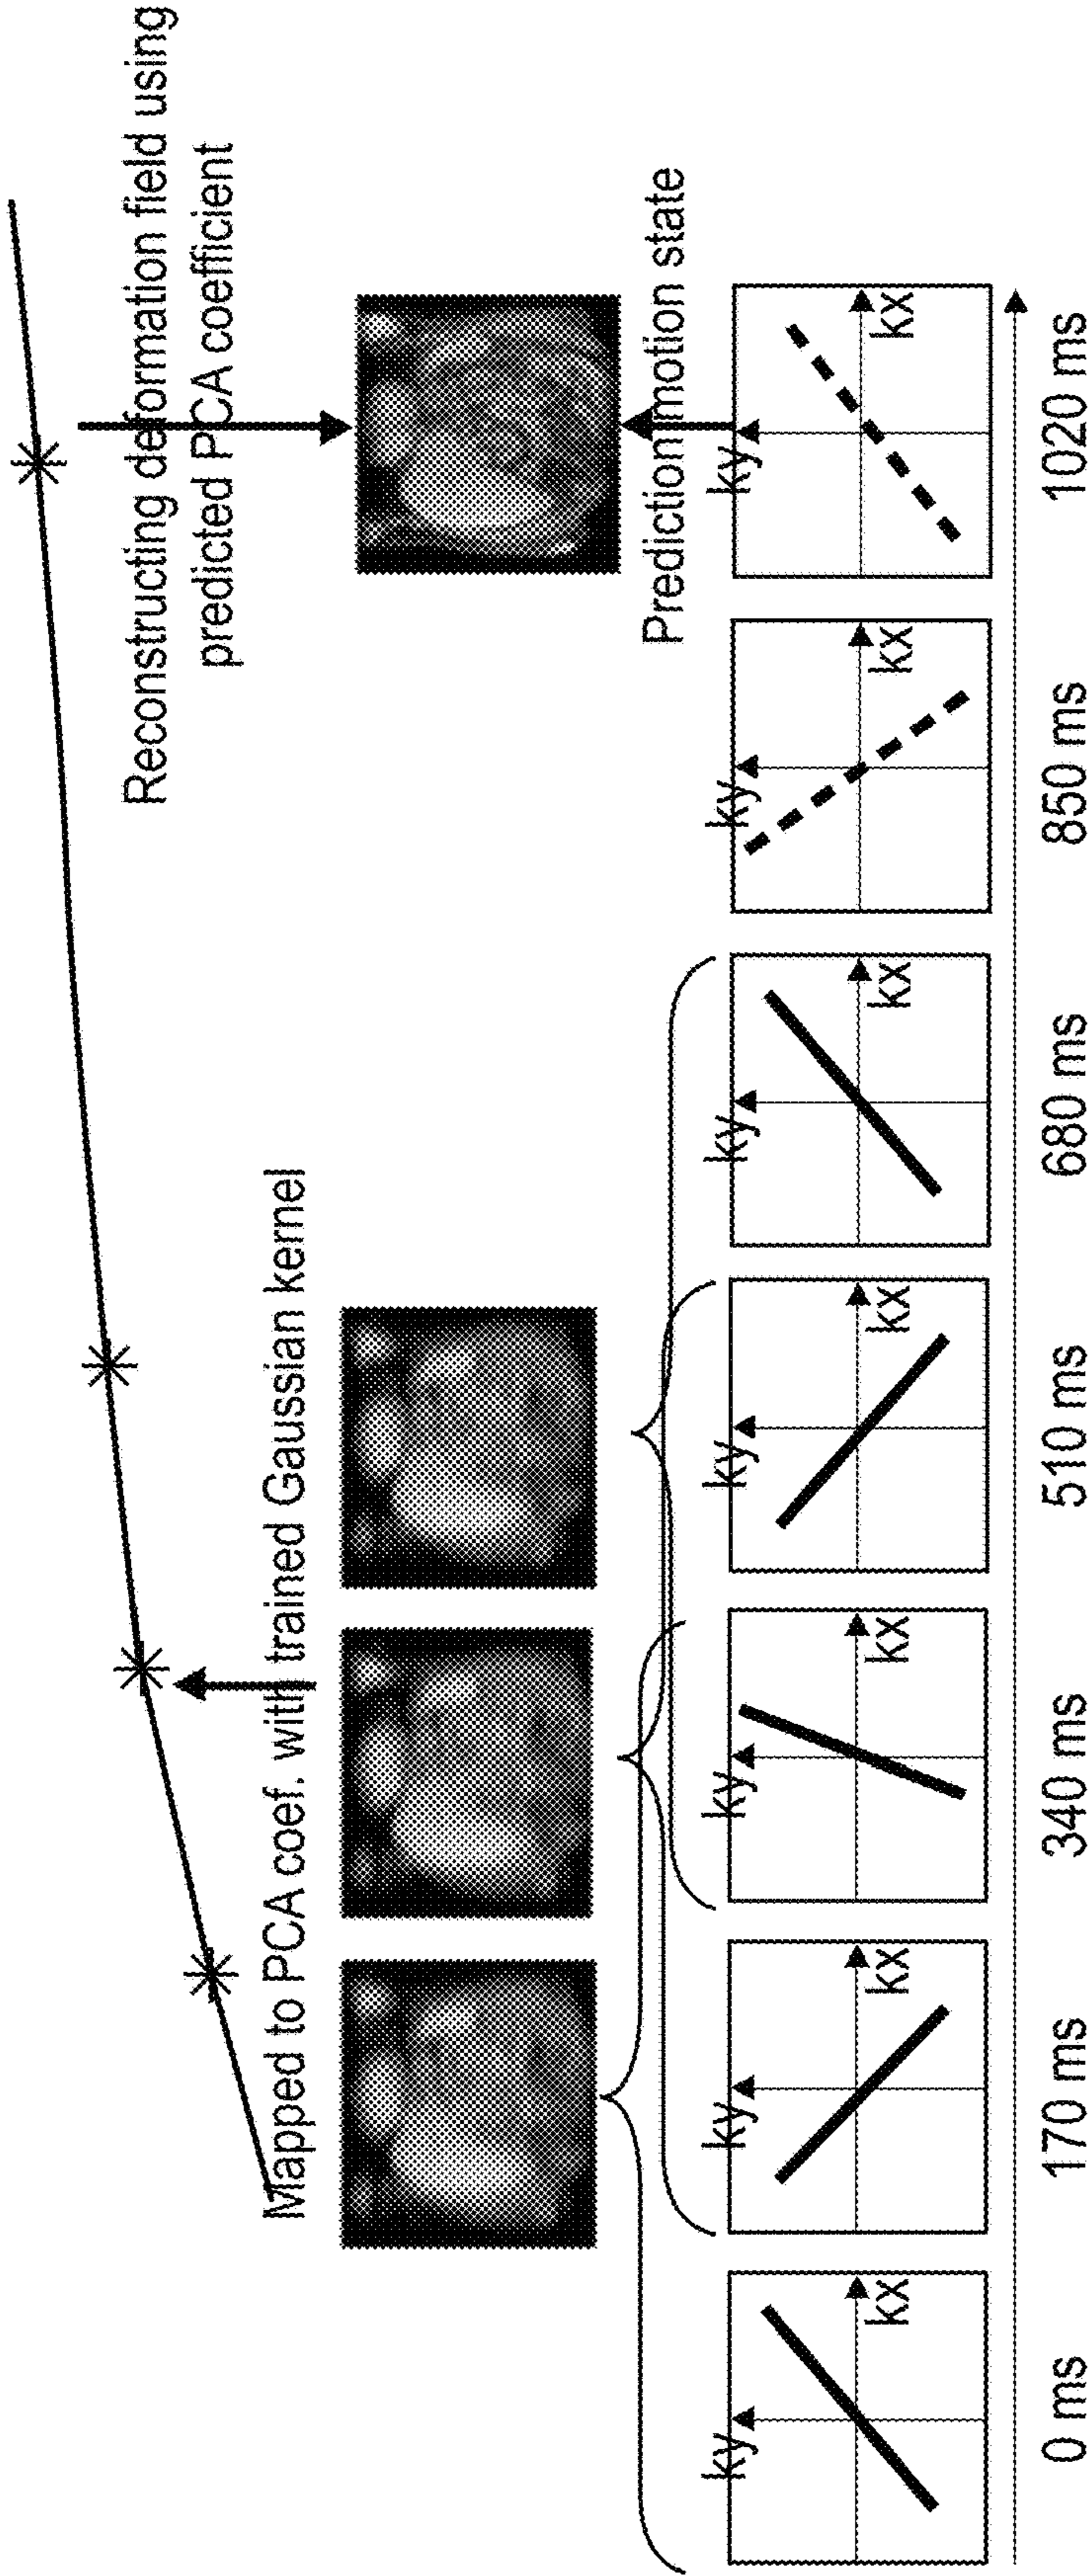 Reconstructing deformation field using
predicted PCA coefficient
Mapped to PCA coef. with trained Gaussian kernel
Prediction motion state
ky
kx
ky
kx
ky
kx
ky
kx
ky
kx
ky
kx
ky
kx
0 ms
170 ms
340 ms
510 ms
680 ms
850 ms
1020 ms